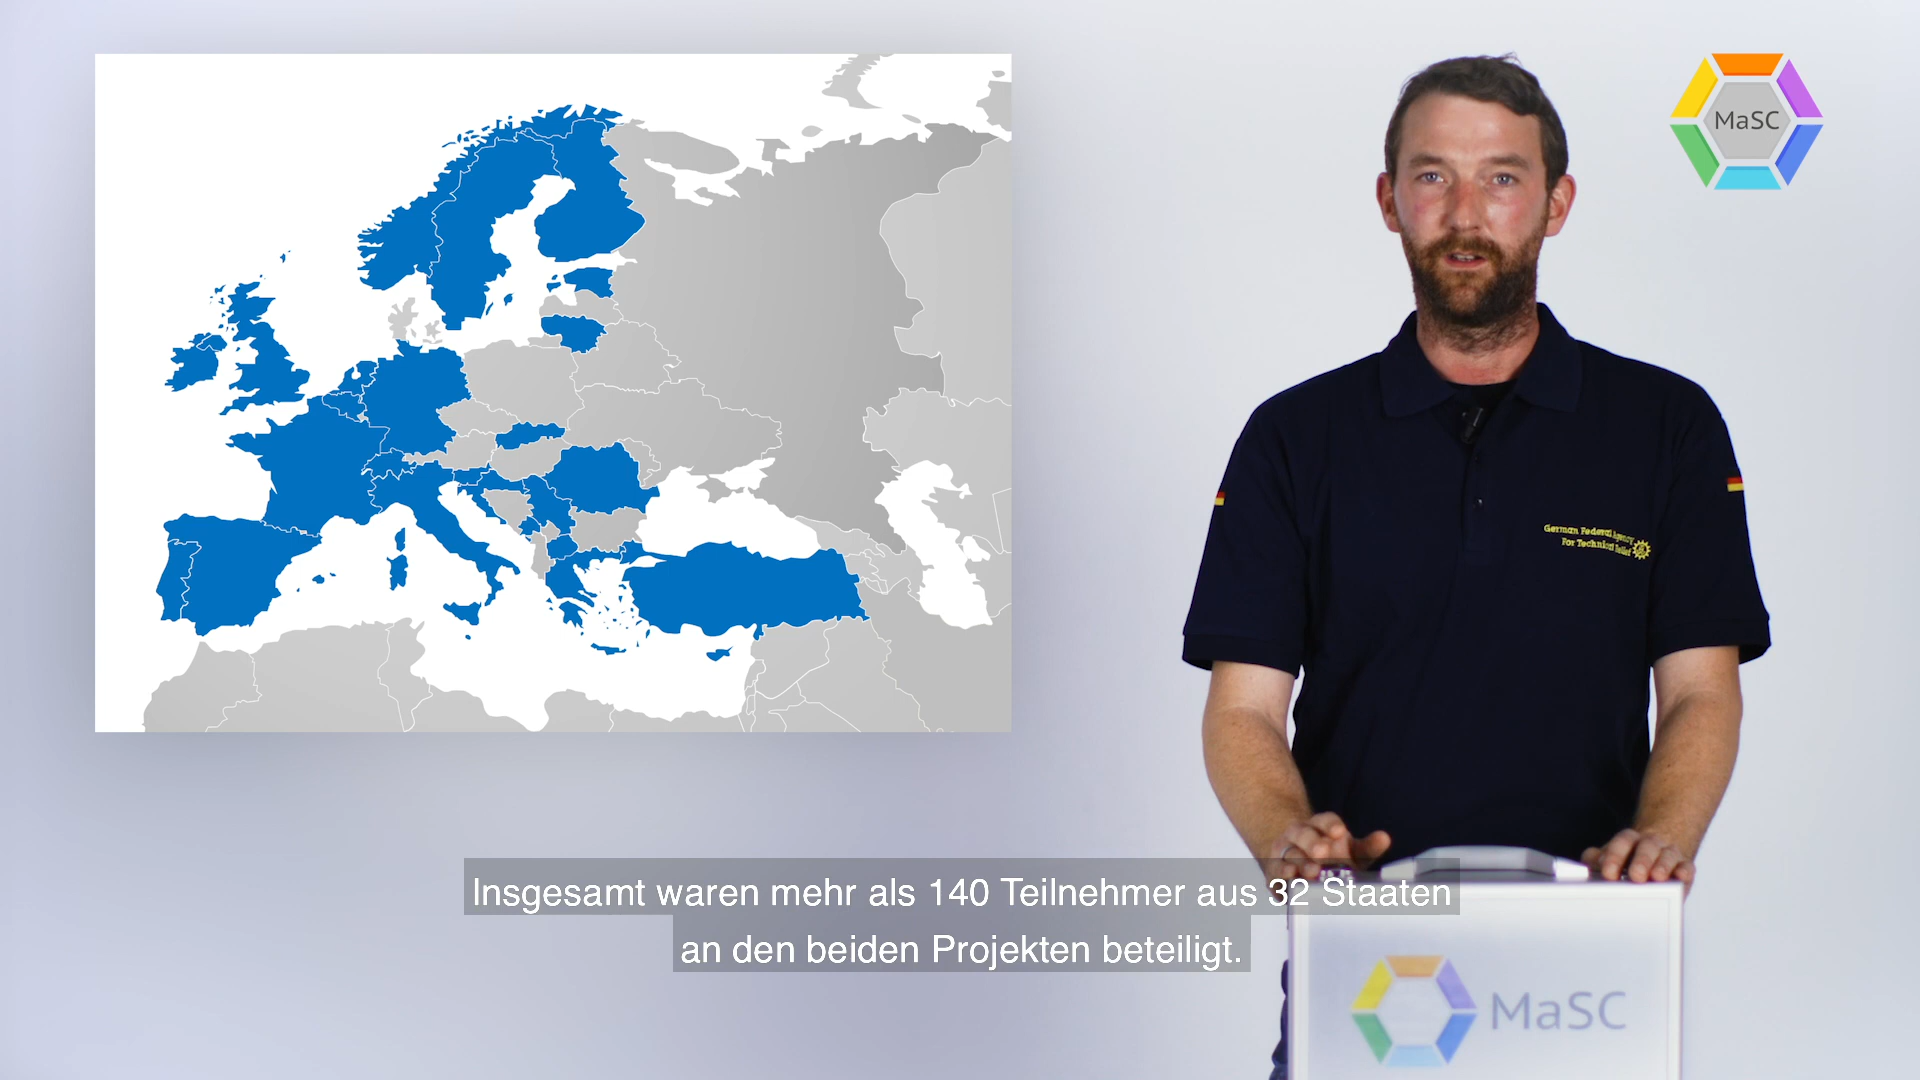 MaSC
German Federal Agency
For Technical Relief
Insgesamt waren mehr als 140 Teilnehmer aus 32 Staaten
an den beiden Projekten beteiligt.
MaSC